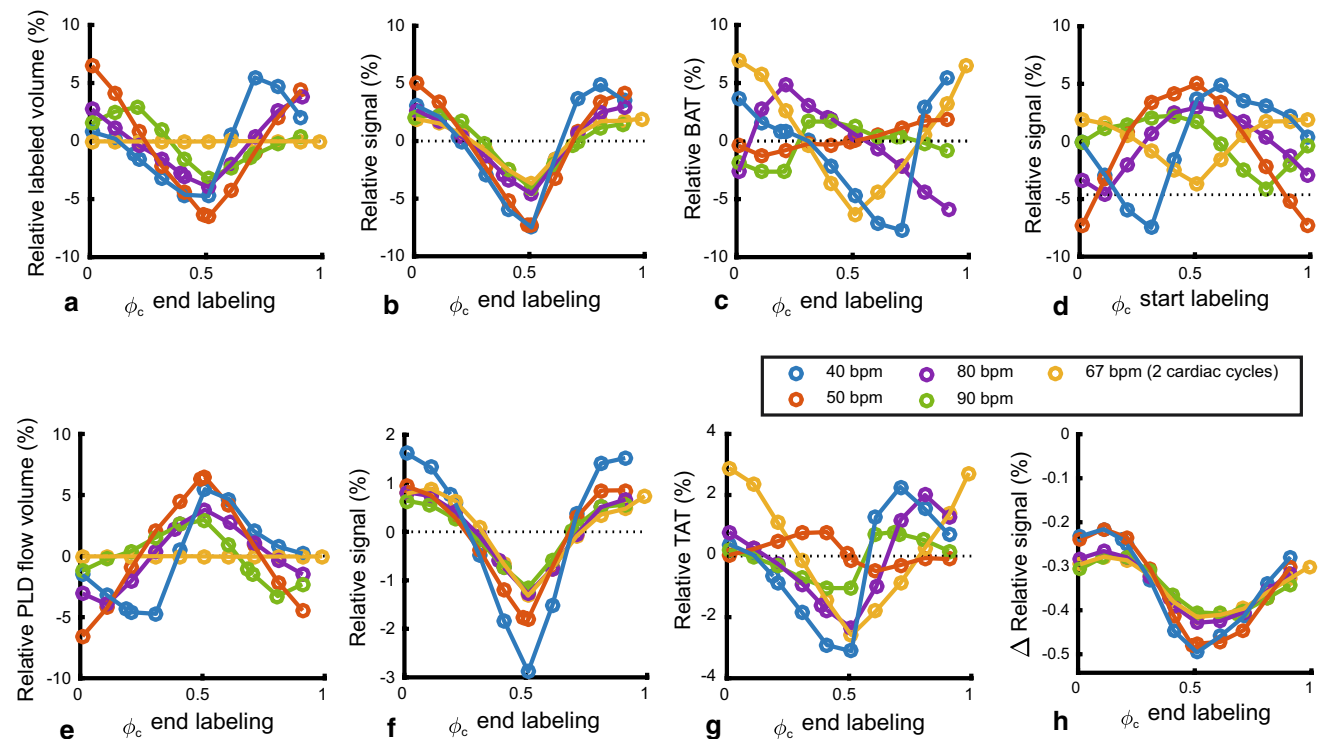 Relative labeled volume (%)
10
5
0
-5
-10
0
0.5
1
a
ϕc end labeling
Relative signal (%)
10
5
0
-5
-10
0
0.5
1
b
ϕc end labeling
Relative BAT (%)
10
5
0
-5
-10
0
0.5
1
c
ϕc end labeling
Relative signal (%)
10
5
0
-5
-10
0
0.5
1
d
ϕc start labeling
40 bpm
80 bpm
67 bpm (2 cardiac cycles)
50 bpm
90 bpm
Relative PLD flow volume (%)
10
5
0
-5
-10
0
0.5
1
e
ϕc end labeling
Relative signal (%)
2
1
0
-1
-2
-3
0
0.5
1
f
ϕc end labeling
Relative TAT (%)
4
2
0
-2
-4
0
0.5
1
g
ϕc end labeling
Δ Relative signal (%)
0
-0.1
-0.2
-0.3
-0.4
-0.5
0
0.5
1
h
ϕc end labeling